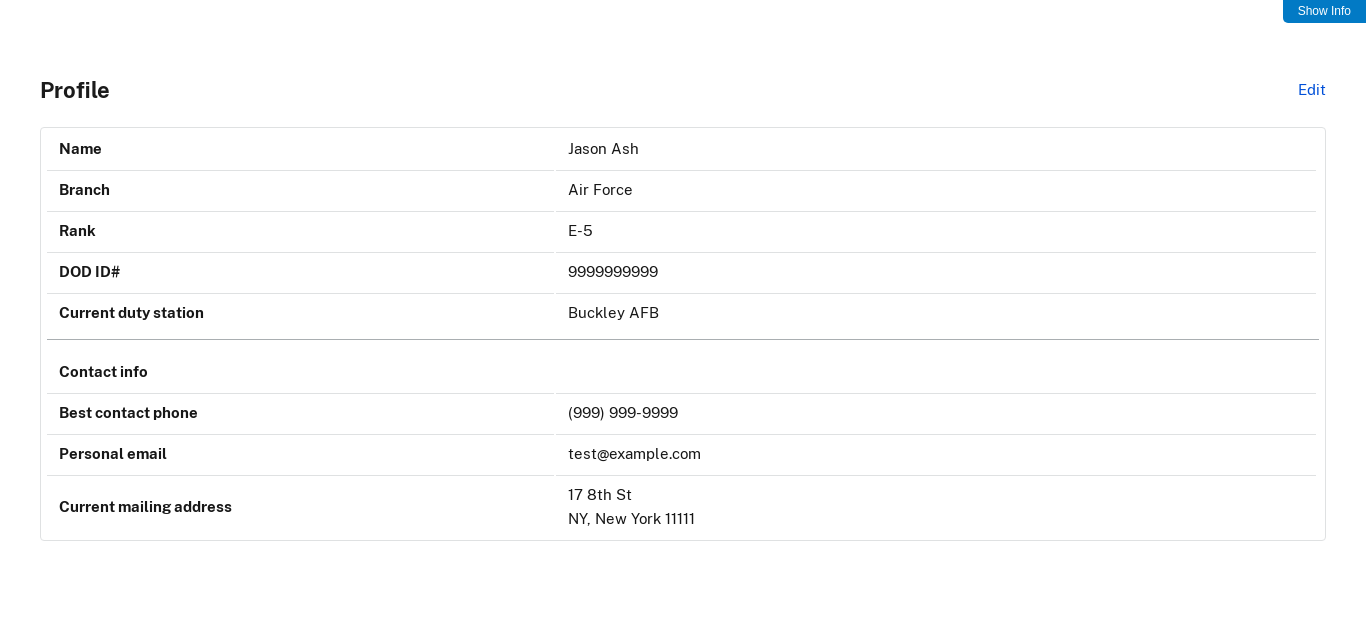 Show Info
Profile
Edit
Name Jason Ash
Branch Air Force
Rank E-5
DOD ID# 9999999999
Current duty station Buckley AFB
Contact info
Best contact phone (999) 999-9999
Personal email test@example.com
Current mailing address 17 8th St
NY, New York 11111